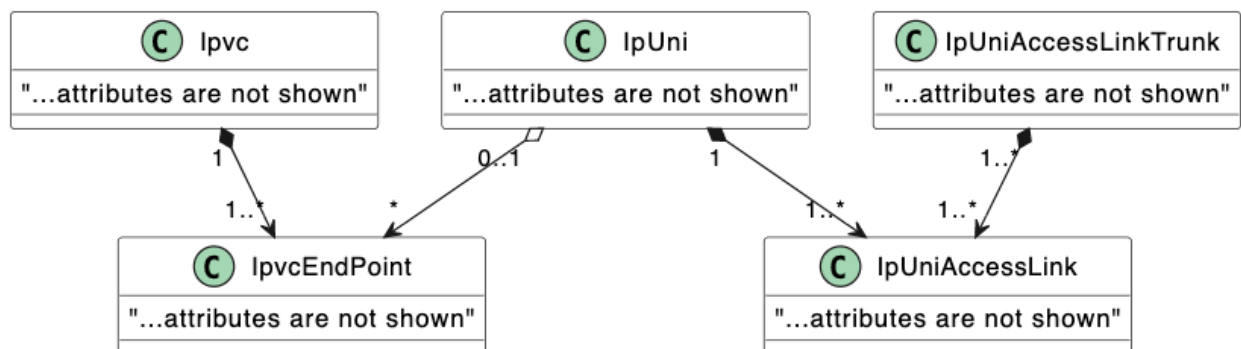 C IpVc
C IpUni
C IpUniAccessLinkTrunk
"...attributes are not shown"
"...attributes are not shown"
"...attributes are not shown"
1
0..1
1
1..*
1..*
*
1..*
1..*
C IpvcEndPoint
C IpUniAccessLink
"...attributes are not shown"
"...attributes are not shown"